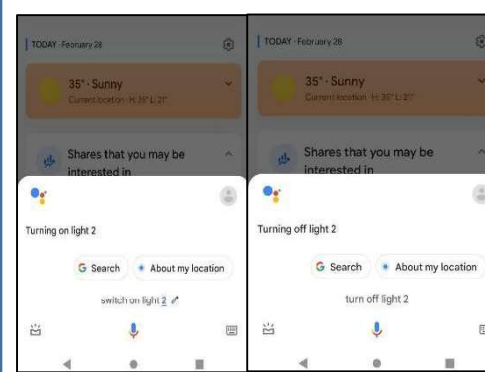 TODAY · February 28
35° · Sunny
Current location · H: 35° L: 21°
Shares that you may be
interested in
Turning on light 2
G Search
About my location
switch on light 2
TODAY · February 28
35° · Sunny
Current location · H: 35° L: 21°
Shares that you may be
interested in
Turning off light 2
G Search
About my location
turn off light 2